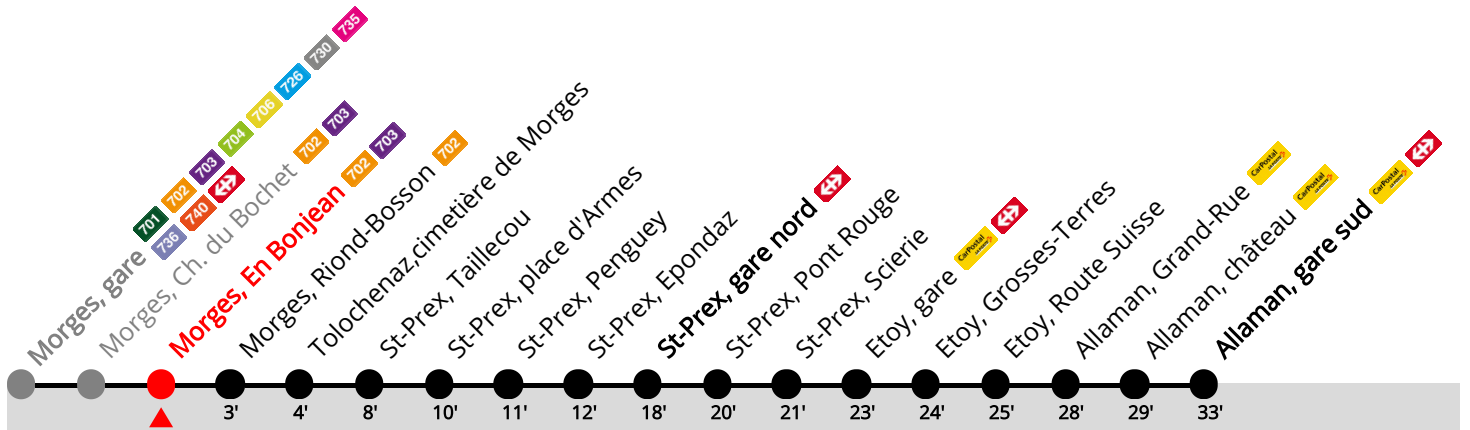 Morges, gare 701 702 703 704 706 726 730 735
736 740
Morges, Ch. du Bochet 702 703
Morges, En Bonjean 702 703
Morges, Riond-Bosson 702
Tolochenaz,cimetière de Morges
St-Prex, Taillecou
St-Prex, place d'Armes
St-Prex, Penguey
St-Prex, Epondaz
St-Prex, gare nord
St-Prex, Pont Rouge
St-Prex, Scierie
Etoy, gare CarPostal
Etoy, Grosses-Terres
Etoy, Route Suisse
Allaman, Grand-Rue CarPostal
Allaman, château CarPostal
Allaman, gare sud CarPostal
3' 4' 8' 10' 11' 12' 18' 20' 21' 23' 24' 25' 28' 29' 33'